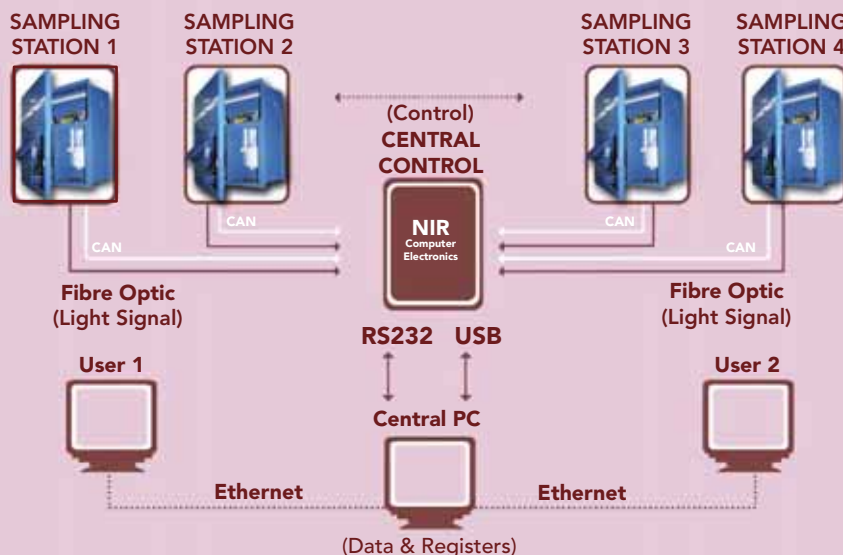 SAMPLING
STATION 1
SAMPLING
STATION 2
SAMPLING
STATION 3
SAMPLING
STATION 4
(Control)
CENTRAL
CONTROL
NIR
Computer
Electronics
CAN
CAN
CAN
CAN
Fibre Optic
(Light Signal)
Fibre Optic
(Light Signal)
RS232 USB
User 1
User 2
Central PC
Ethernet
Ethernet
(Data & Registers)